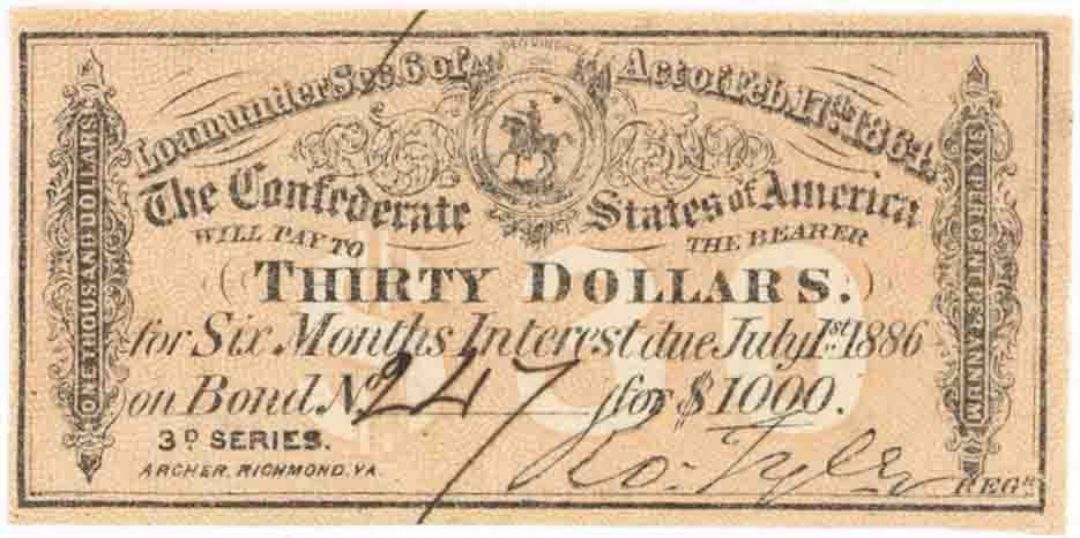 Loan under Sec. 6 of Act of Feb. 17th 1864.
ONE THOUSAND DOLLARS
SIX PER CENT PER ANNUM
The Confederate States of America
WILL PAY TO THE BEARER
$30
(THIRTY DOLLARS.)
for Six Months Interest due July 1st 1886
on Bond No 247 for $1000.
3D SERIES.
ARCHER, RICHMOND, VA.
Ro. Tyler
REGR